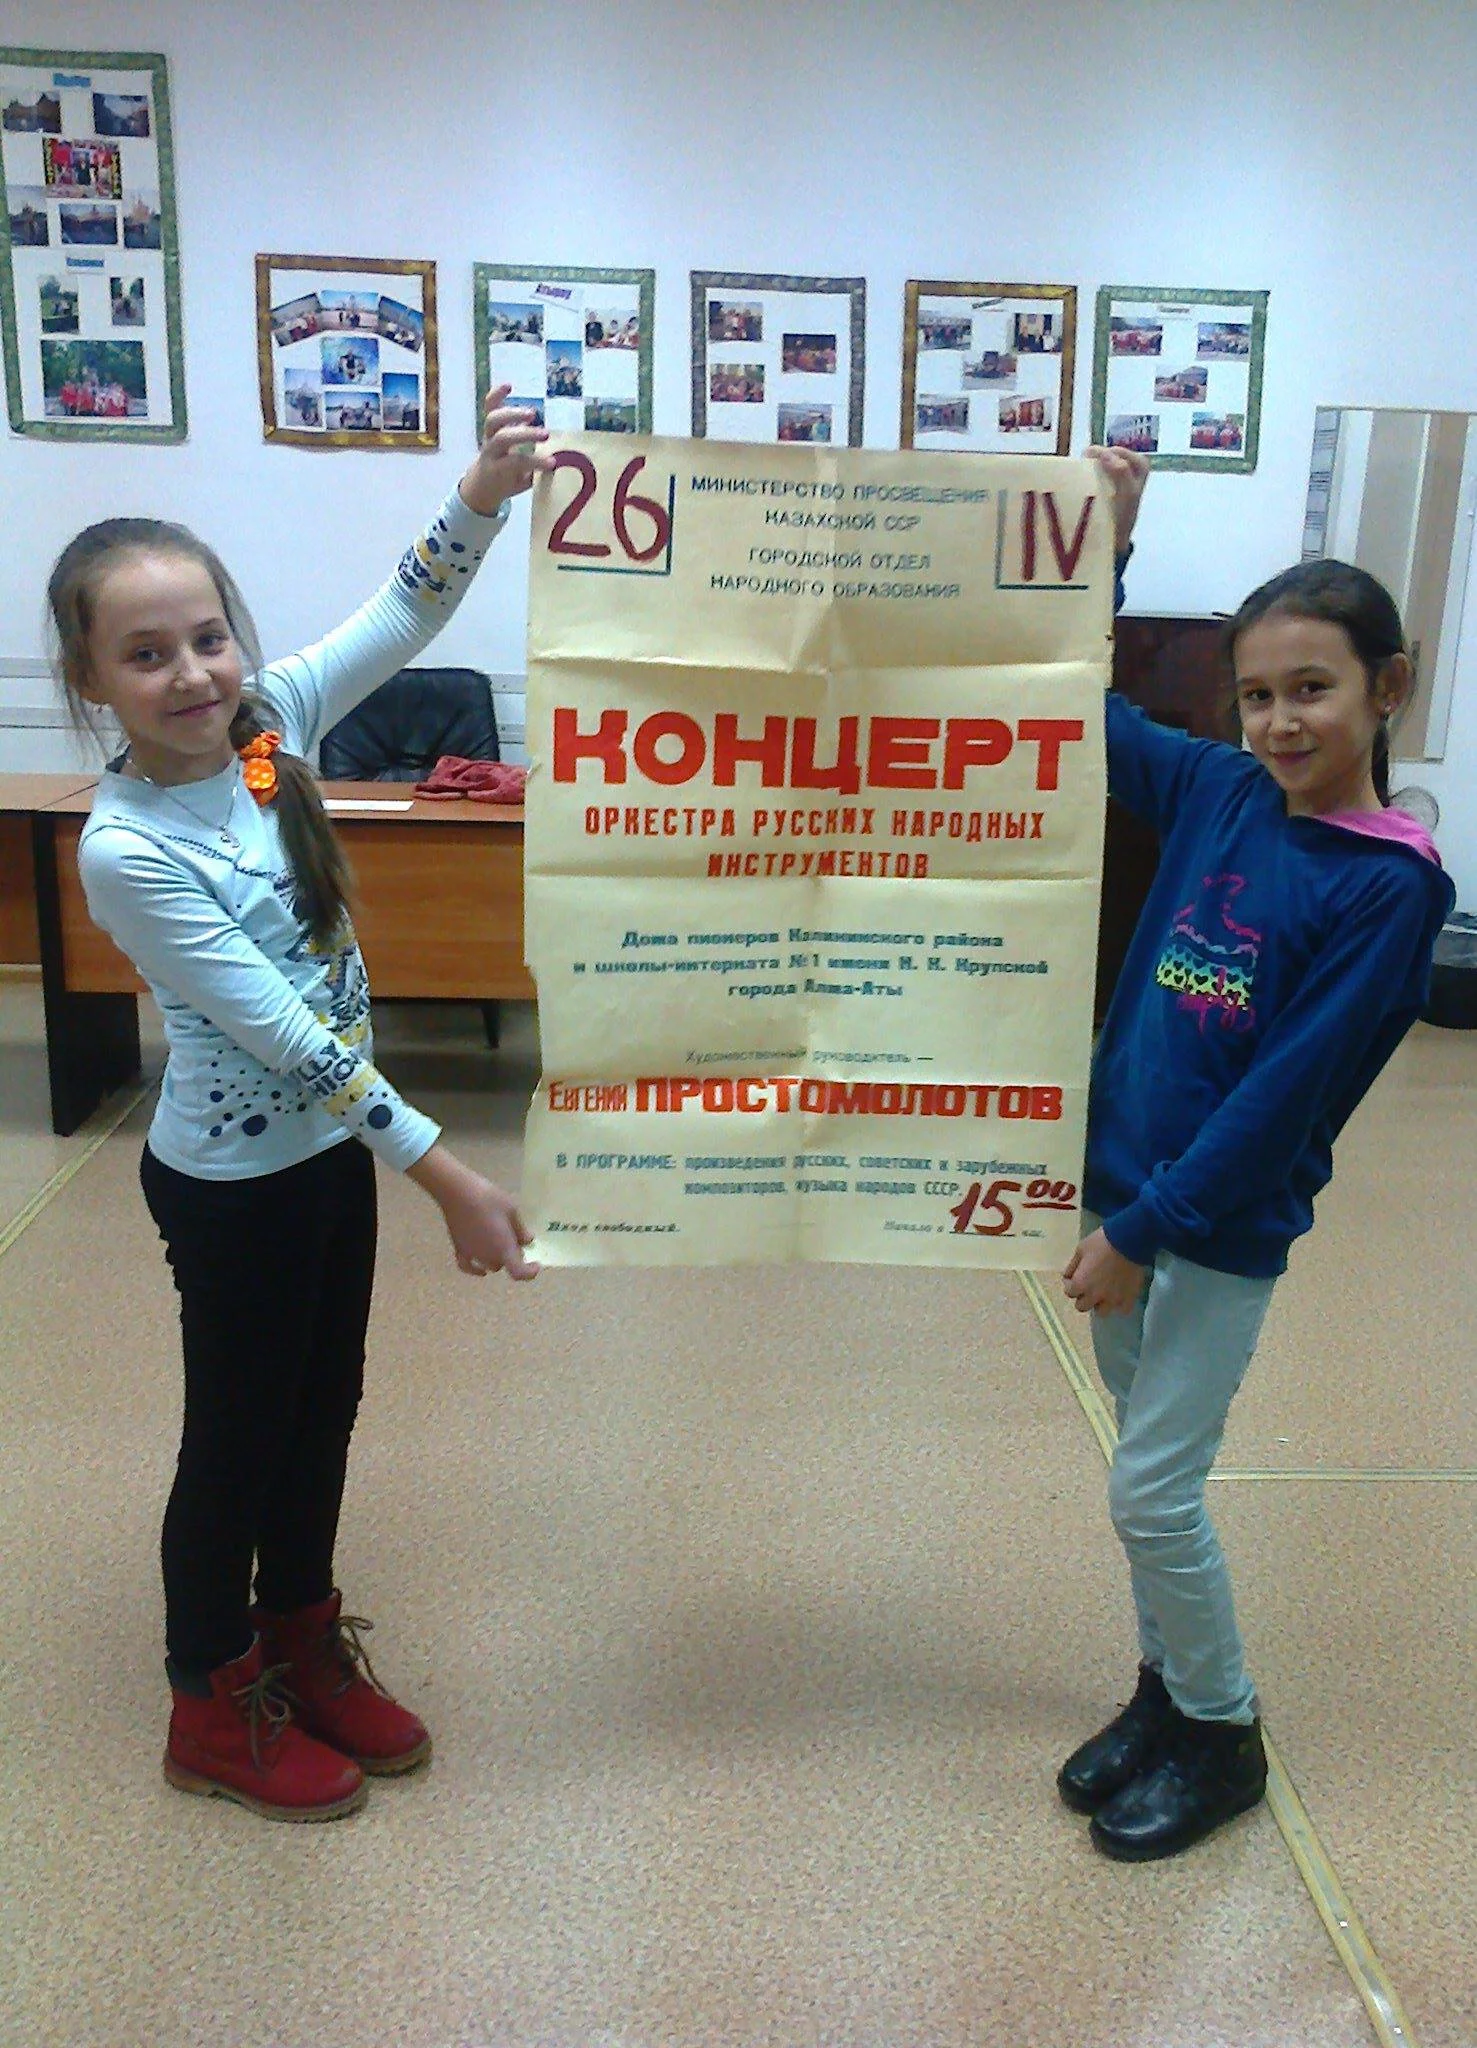 Атырау
26
МИНИСТЕРСТВО ПРОСВЕЩЕНИЯ
КАЗАХСКОЙ ССР
ГОРОДСКОЙ ОТДЕЛ
НАРОДНОГО ОБРАЗОВАНИЯ
IV
КОНЦЕРТ
ОРКЕСТРА РУССКИХ НАРОДНЫХ
ИНСТРУМЕНТОВ
Дома пионеров Калининского района
и школы-интерната №1 имени Н. К. Крупской
города Алма-Аты
Художественный руководитель —
ЕВГЕНИЙ ПРОСТОМОЛОТОВ
В ПРОГРАММЕ: произведения русских, советских и зарубежных
композиторов, музыка народов СССР.
Вход свободный.
Начало в 15 00 час.